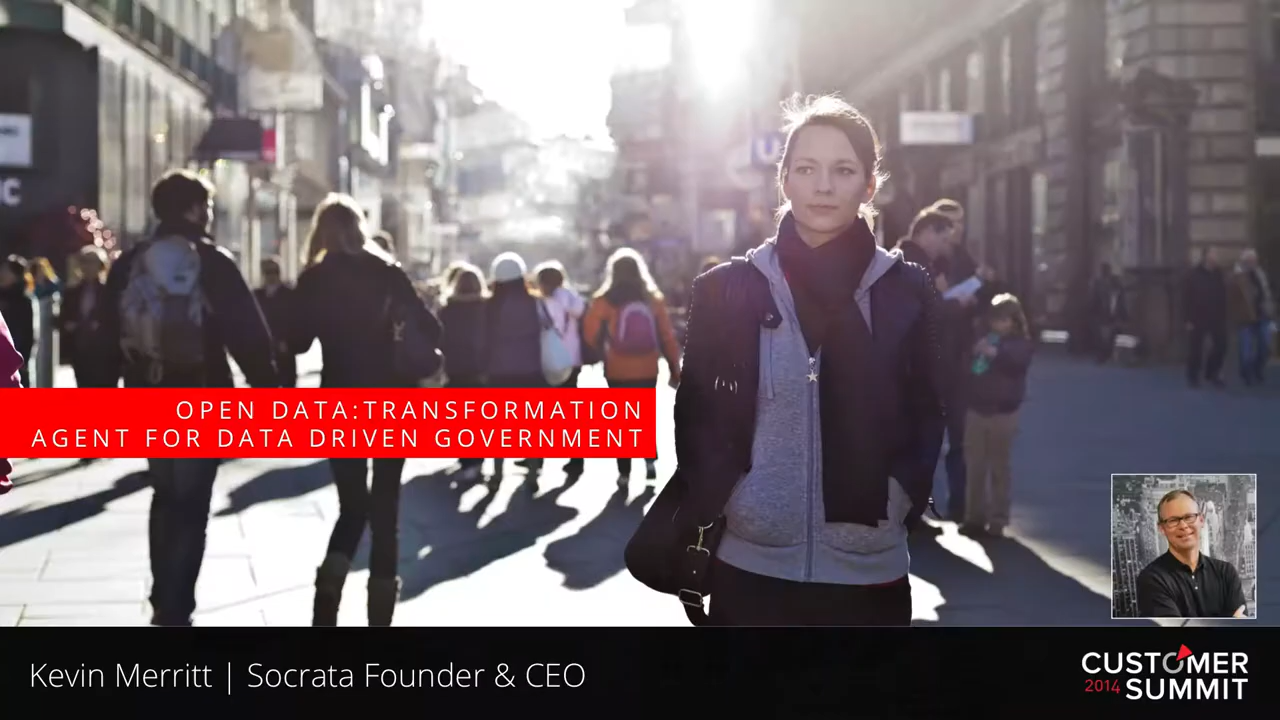 C
U
OPEN DATA:TRANSFORMATION
AGENT FOR DATA DRIVEN GOVERNMENT
Kevin Merritt | Socrata Founder & CEO
CUSTOMER
2014 SUMMIT